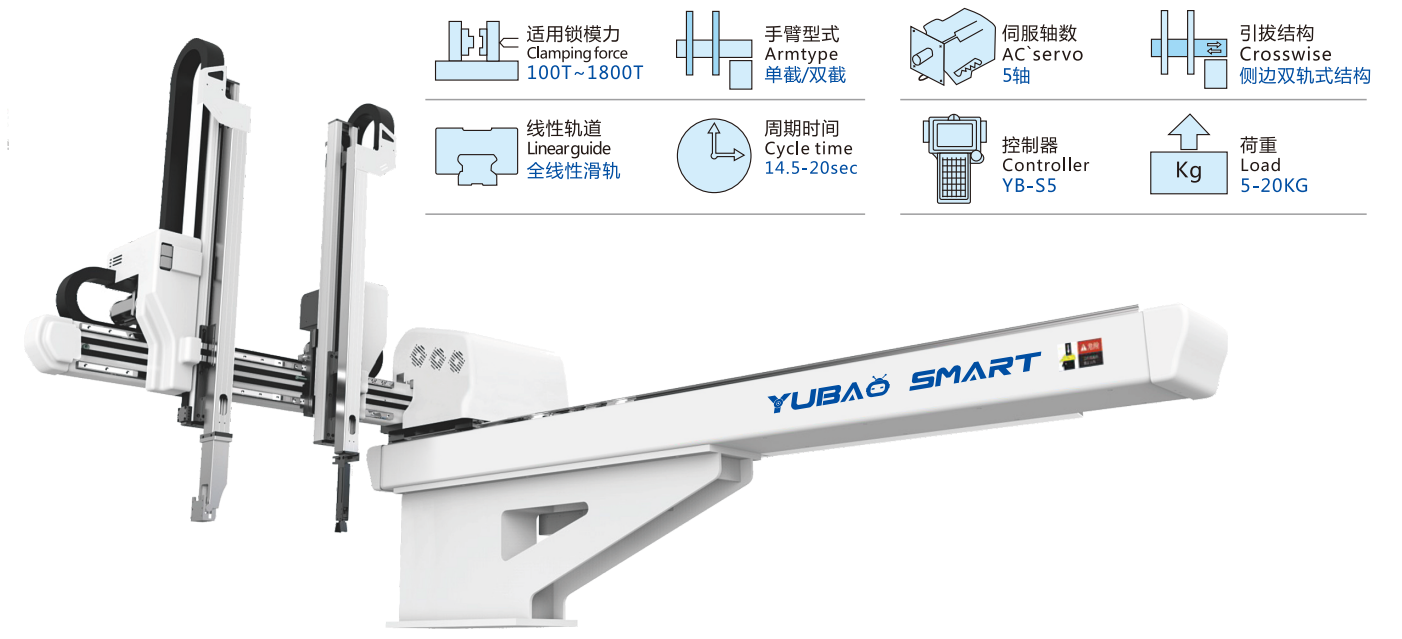 适用锁模力
Clamping force
100T~1800T
手臂型式
Armtype
单截/双截
伺服轴数
AC`servo
5轴
引拔结构
Crosswise
侧边双轨式结构
线性轨道
Linearguide
全线性滑轨
周期时间
Cycle time
14.5-20sec
控制器
Controller
YB-S5
Kg
荷重
Load
5-20KG
YUBAO SMART
危险